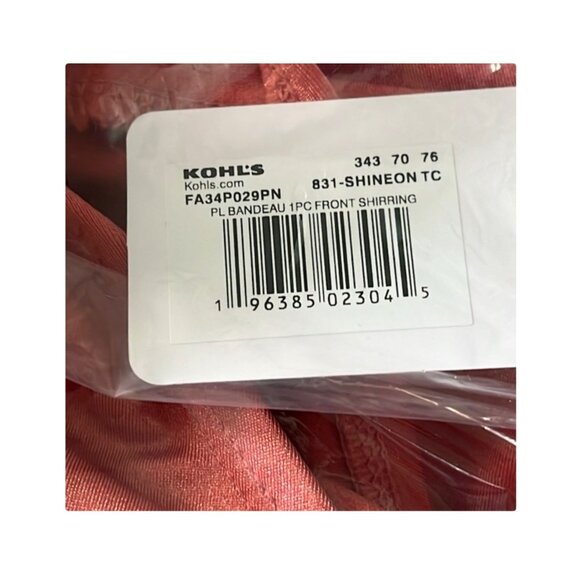 KOHL'S 343 70 76
Kohls.com
FA34P029PN 831-SHINEON TC
PL BANDEAU 1PC FRONT SHIRRING
1 96385 02304 5